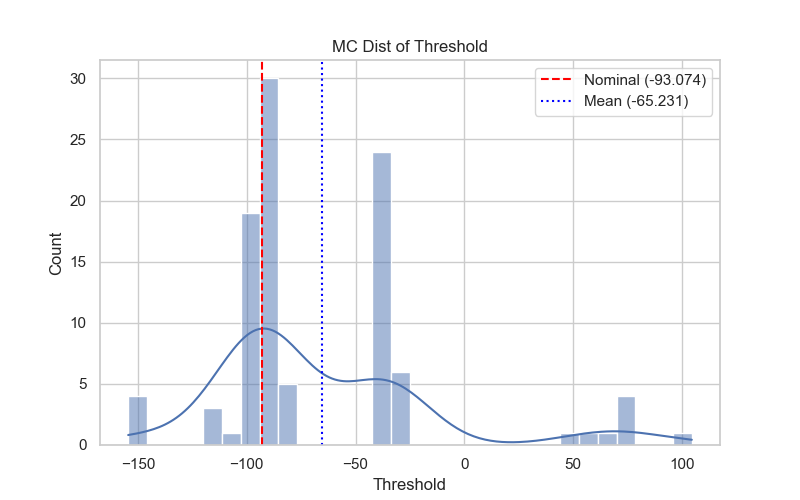 MC Dist of Threshold
Nominal (-93.074)
Mean (-65.231)
Count
30
25
20
15
10
5
0
−150 −100 −50 0 50 100
Threshold